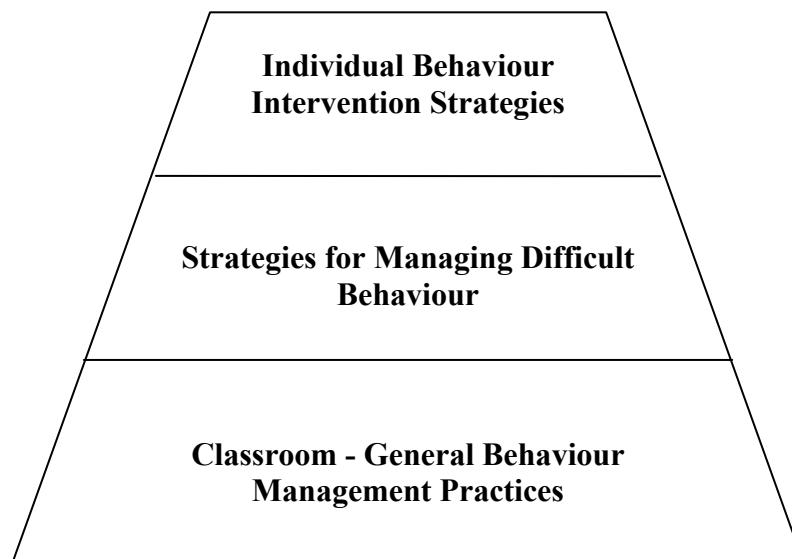 Individual Behaviour
Intervention Strategies
Strategies for Managing Difficult
Behaviour
Classroom - General Behaviour
Management Practices